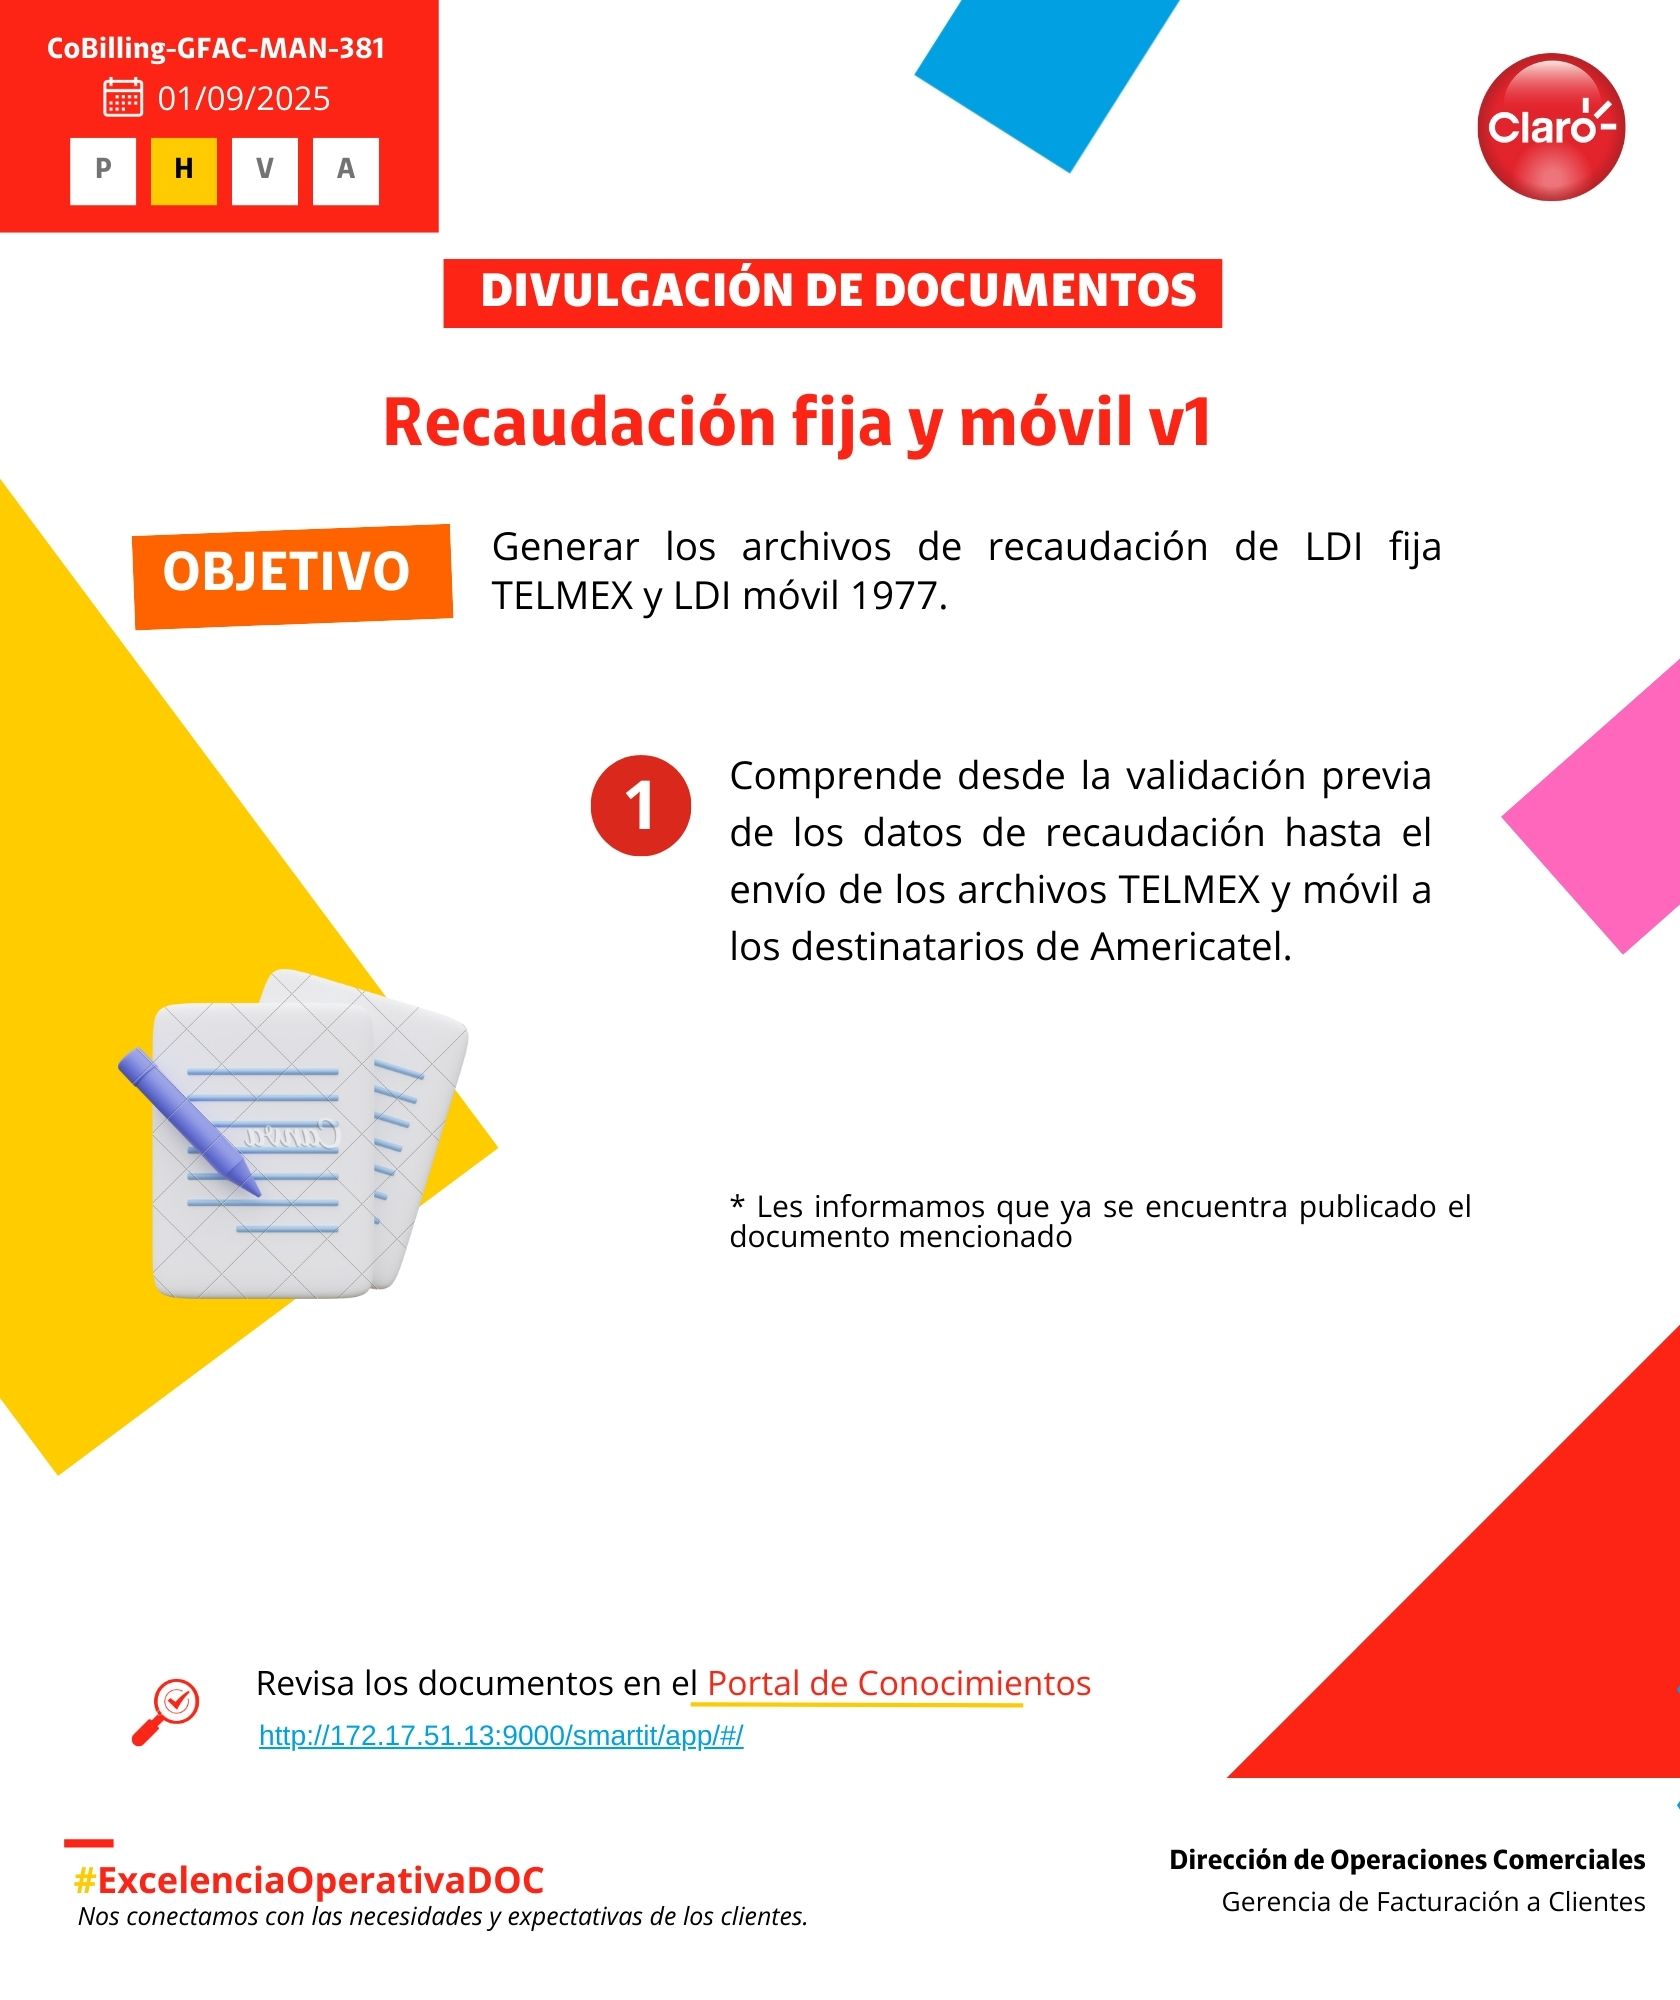 CoBilling-GFAC-MAN-381
01/09/2025
P H V A
Claro
DIVULGACIÓN DE DOCUMENTOS
Recaudación fija y móvil v1
OBJETIVO
Generar los archivos de recaudación de LDI fija
TELMEX y LDI móvil 1977.
1
Comprende desde la validación previa
de los datos de recaudación hasta el
envío de los archivos TELMEX y móvil a
los destinatarios de Americatel.
Canva
* Les informamos que ya se encuentra publicado el
documento mencionado
Revisa los documentos en el Portal de Conocimientos
http://172.17.51.13:9000/smartit/app/#/
#ExcelenciaOperativaDOC
Nos conectamos con las necesidades y expectativas de los clientes.
Dirección de Operaciones Comerciales
Gerencia de Facturación a Clientes